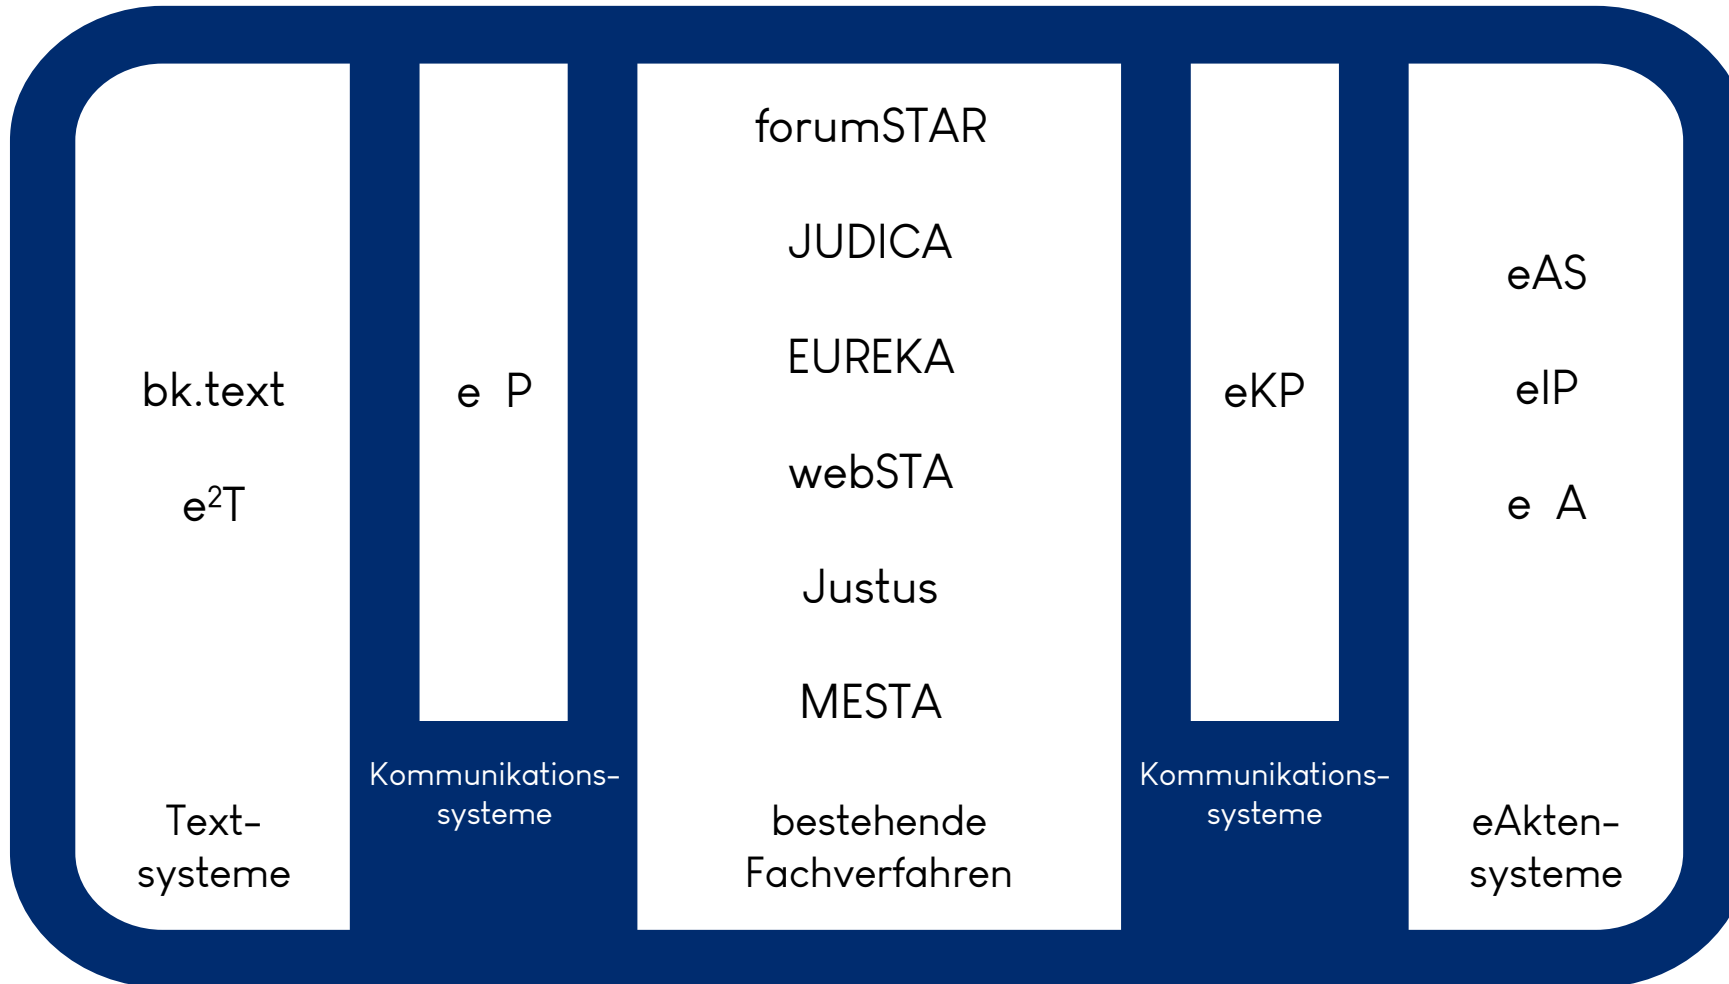 bk.text
e²T
Text-
systeme
e P
Kommunikations-
systeme
forumSTAR
JUDICA
EUREKA
webSTA
Justus
MESTA
bestehende
Fachverfahren
eKP
Kommunikations-
systeme
eAS
eIP
e A
eAkten-
systeme